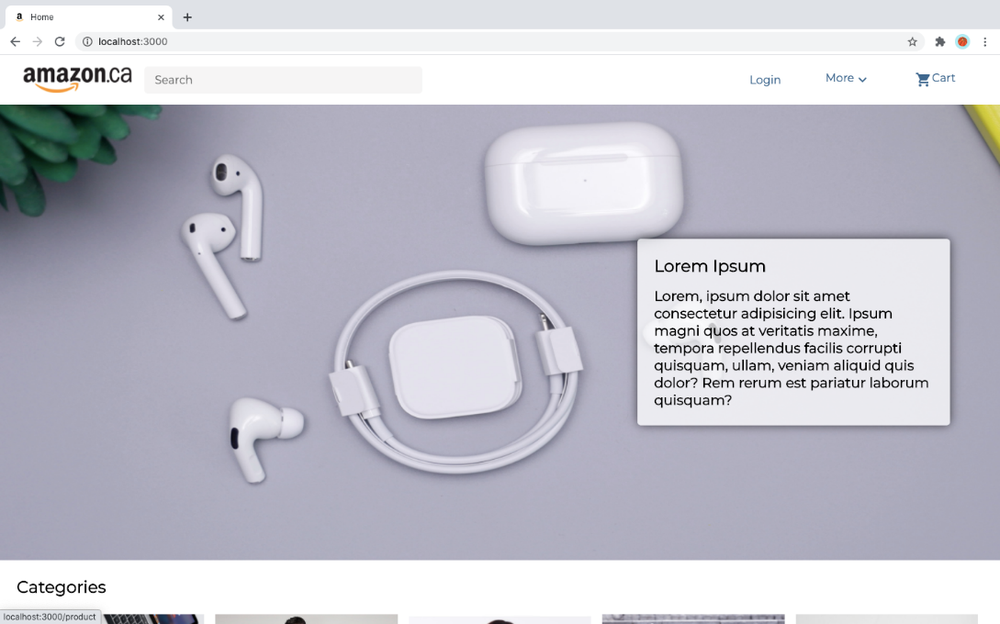 Home
localhost:3000
amazon.ca
Search
Login
More
Cart
Lorem Ipsum
Lorem, ipsum dolor sit amet
consectetur adipisicing elit. Ipsum
magni quos at veritatis maxime,
tempora repellendus facilis corrupti
quisquam, ullam, veniam aliquid quis
dolor? Rem rerum est pariatur laborum
quisquam?
Categories
localhost:3000/product